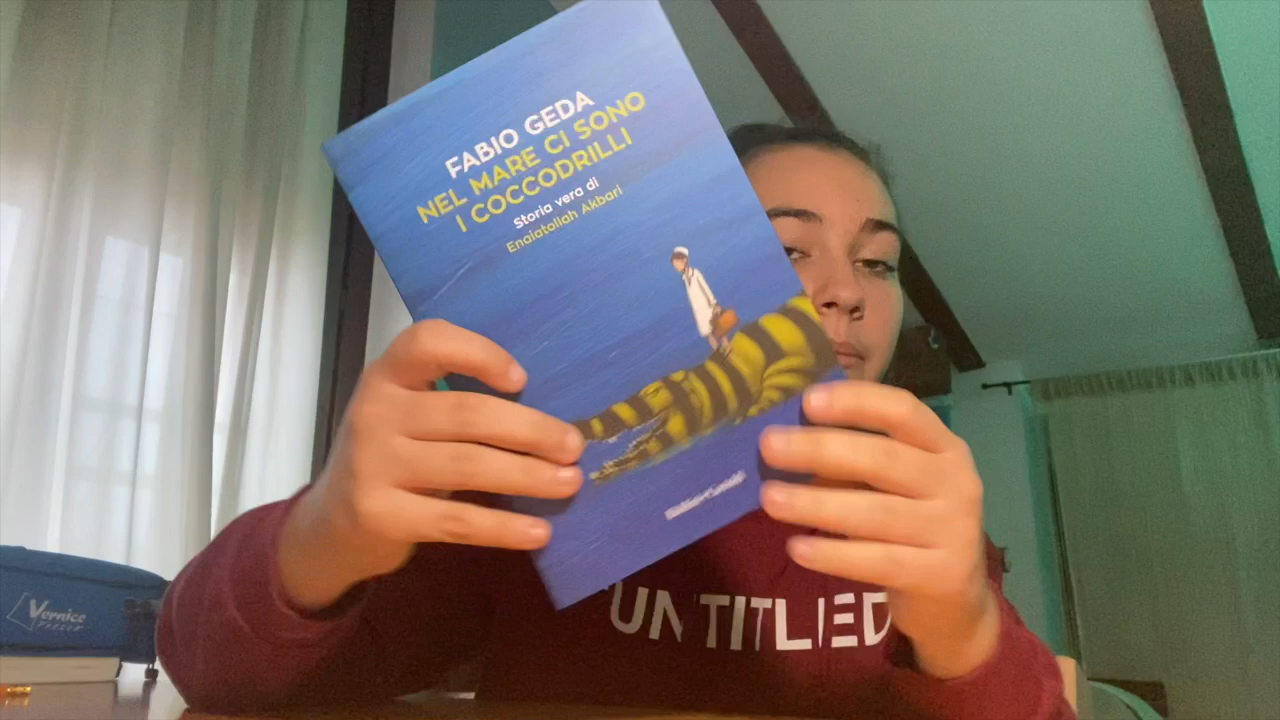 FABIO GEDA
NEL MARE CI SONO
I COCCODRILLI
Storia vera di
Enaiatollah Akbari
UNTITLED
Vernice